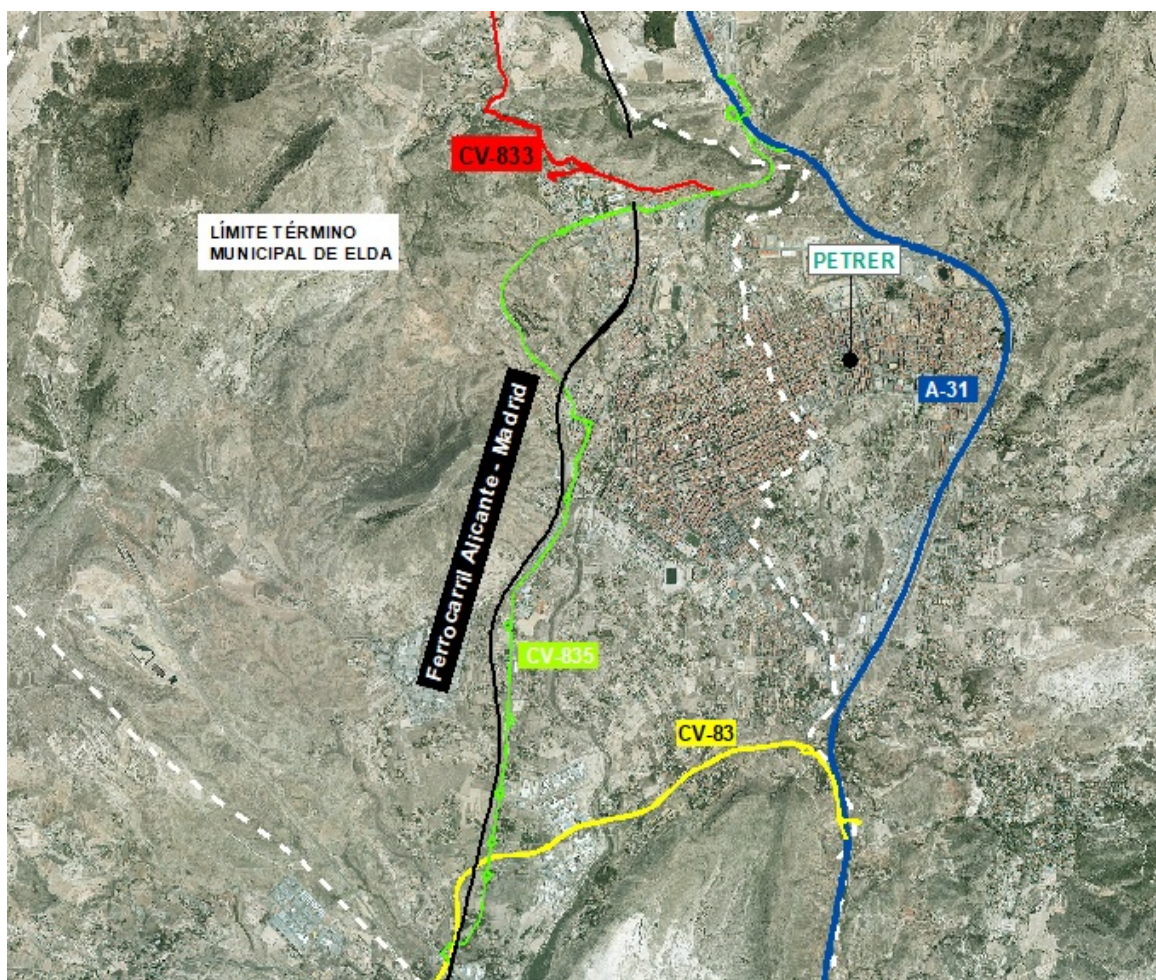 CV-833
LÍMITE TÉRMINO
MUNICIPAL DE ELDA
PETRER
A-31
Ferrocarril Alicante - Madrid
CV-835
CV-83